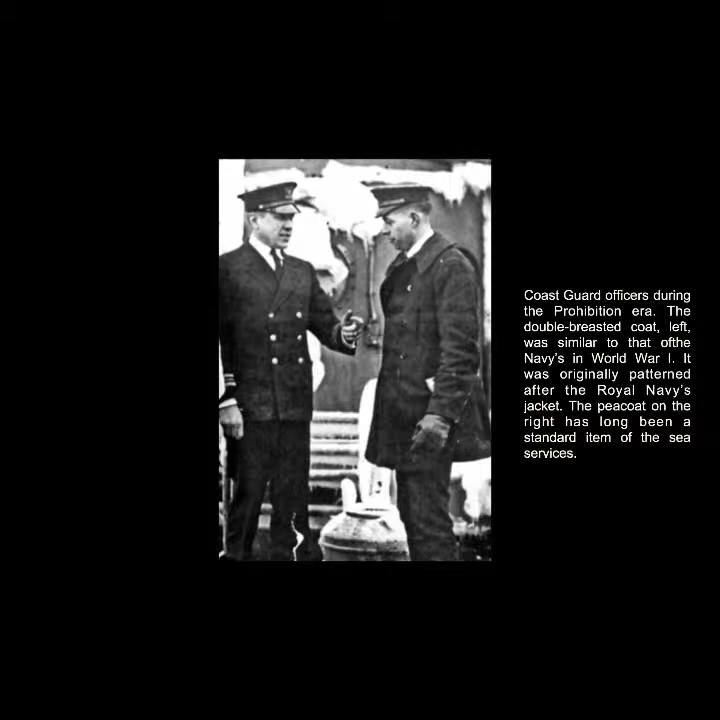 Coast Guard officers during
the Prohibition era. The
double-breasted coat, left,
was similar to that ofthe
Navy's in World War I. It
was originally patterned
after the Royal Navy's
jacket. The peacoat on the
right has long been a
standard item of the sea
services.